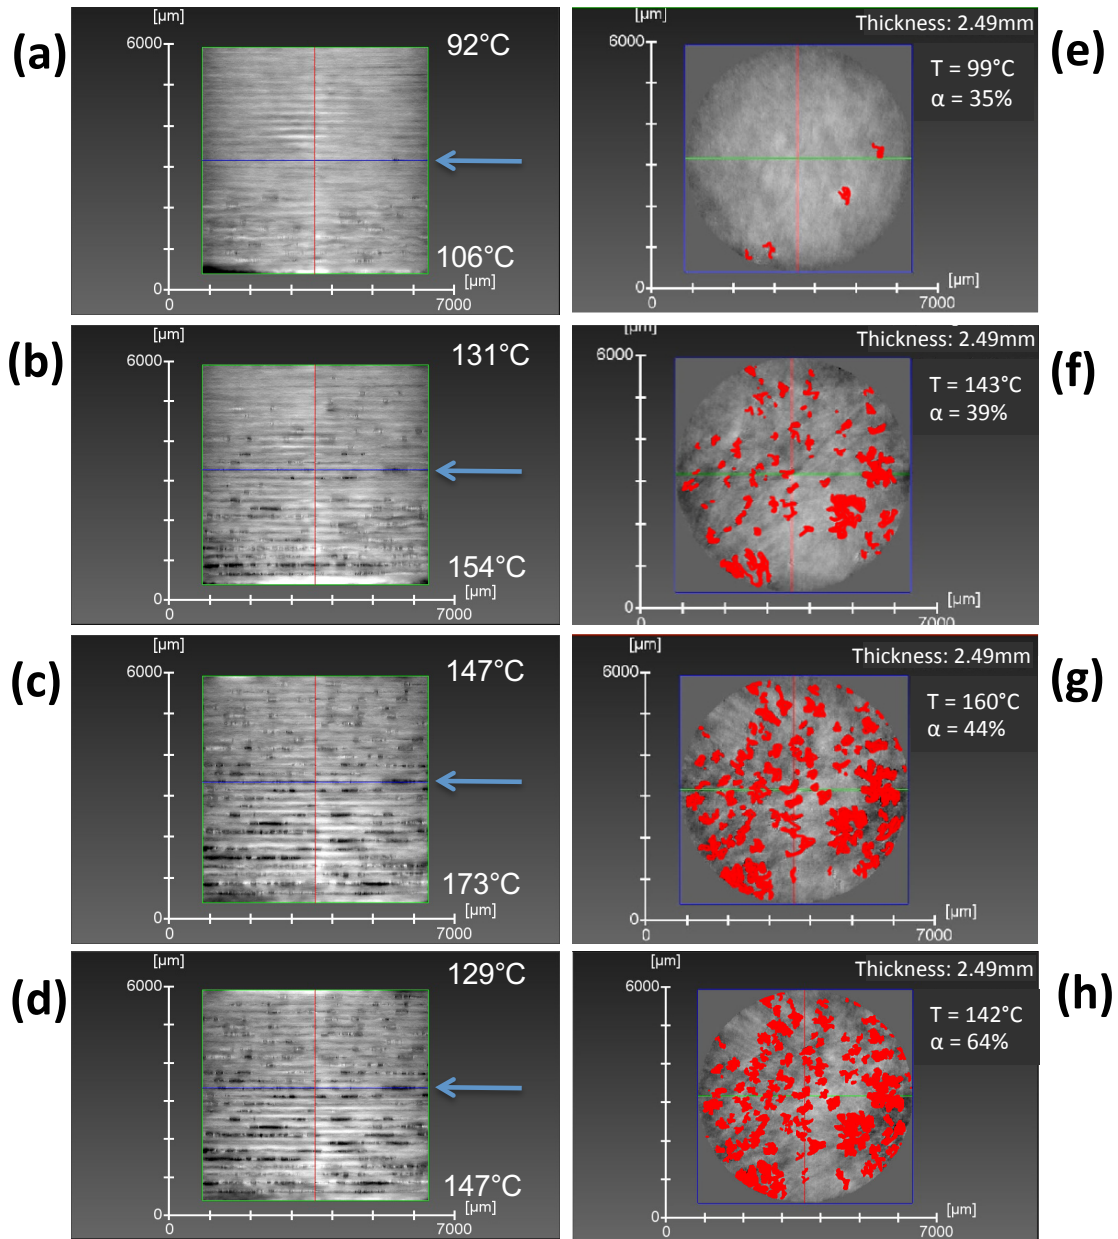 (a)
[µm]
6000
92°C
106°C
[µm]
0
7000
[µm]
Thickness: 2.49mm
6000
T = 99°C
α = 35%
(e)
[µm]
0
0
7000
(b)
[µm]
6000
131°C
154°C
[µm]
0
0
7000
[µm]
Thickness: 2.49mm
6000
T = 143°C
α = 39%
(f)
[µm]
0
0
7000
(c)
[µm]
6000
147°C
173°C
[µm]
0
0
7000
[µm]
Thickness: 2.49mm
6000
T = 160°C
α = 44%
(g)
[µm]
0
0
7000
(d)
[µm]
6000
129°C
147°C
[µm]
0
0
7000
[µm]
Thickness: 2.49mm
6000
T = 142°C
α = 64%
(h)
[µm]
0
0
7000